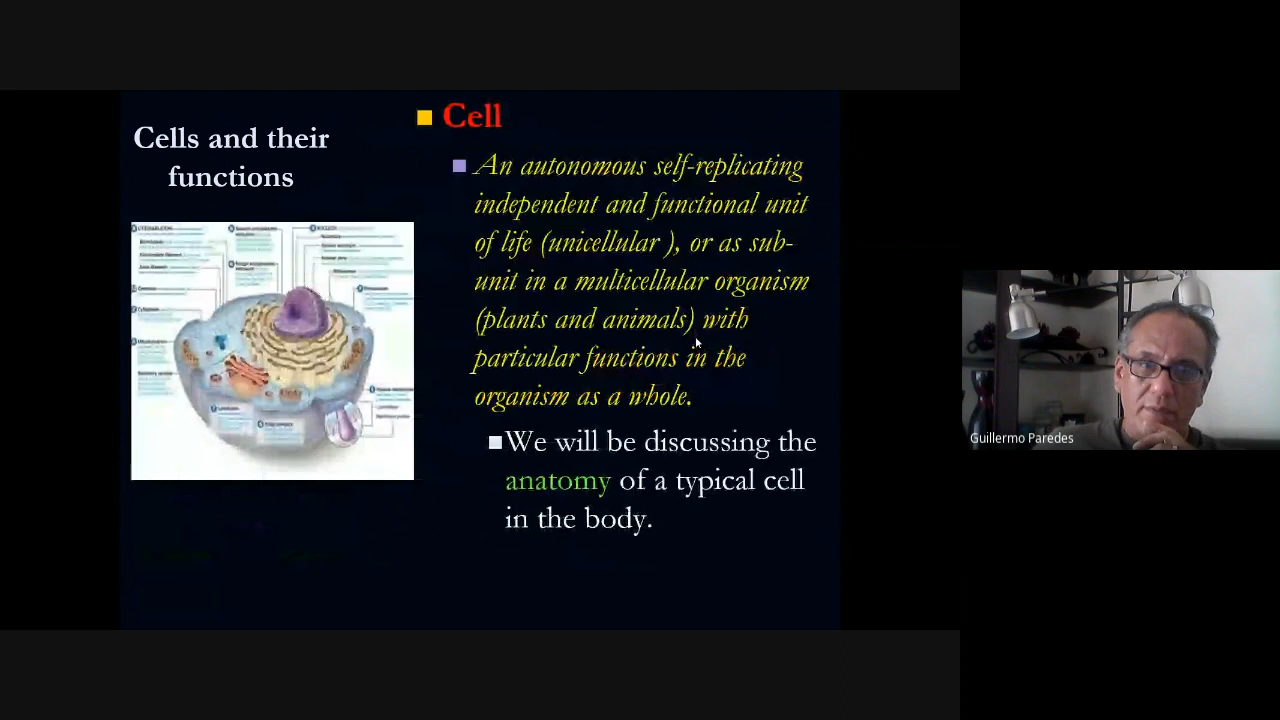 Cells and their
functions
Cell
An autonomous self-replicating
independent and functional unit
of life (unicellular ), or as sub-
unit in a multicellular organism
(plants and animals) with
particular functions in the
organism as a whole.
We will be discussing the
anatomy of a typical cell
in the body.
Guillermo Paredes